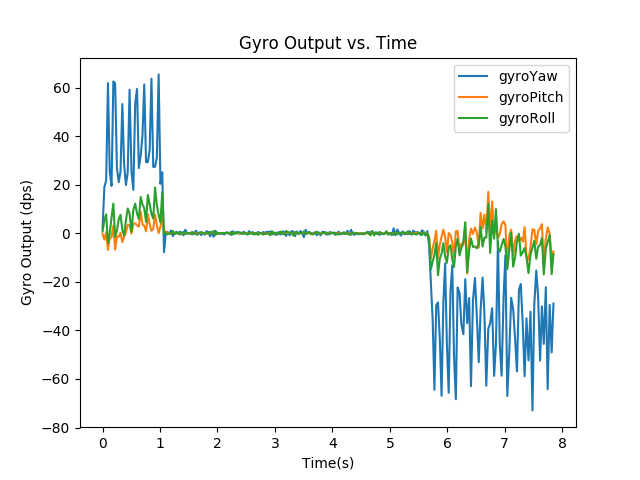 Gyro Output vs. Time
gyroYaw
gyroPitch
gyroRoll
Gyro Output (dps)
60
40
20
0
−20
−40
−60
−80
0 1 2 3 4 5 6 7 8
Time(s)